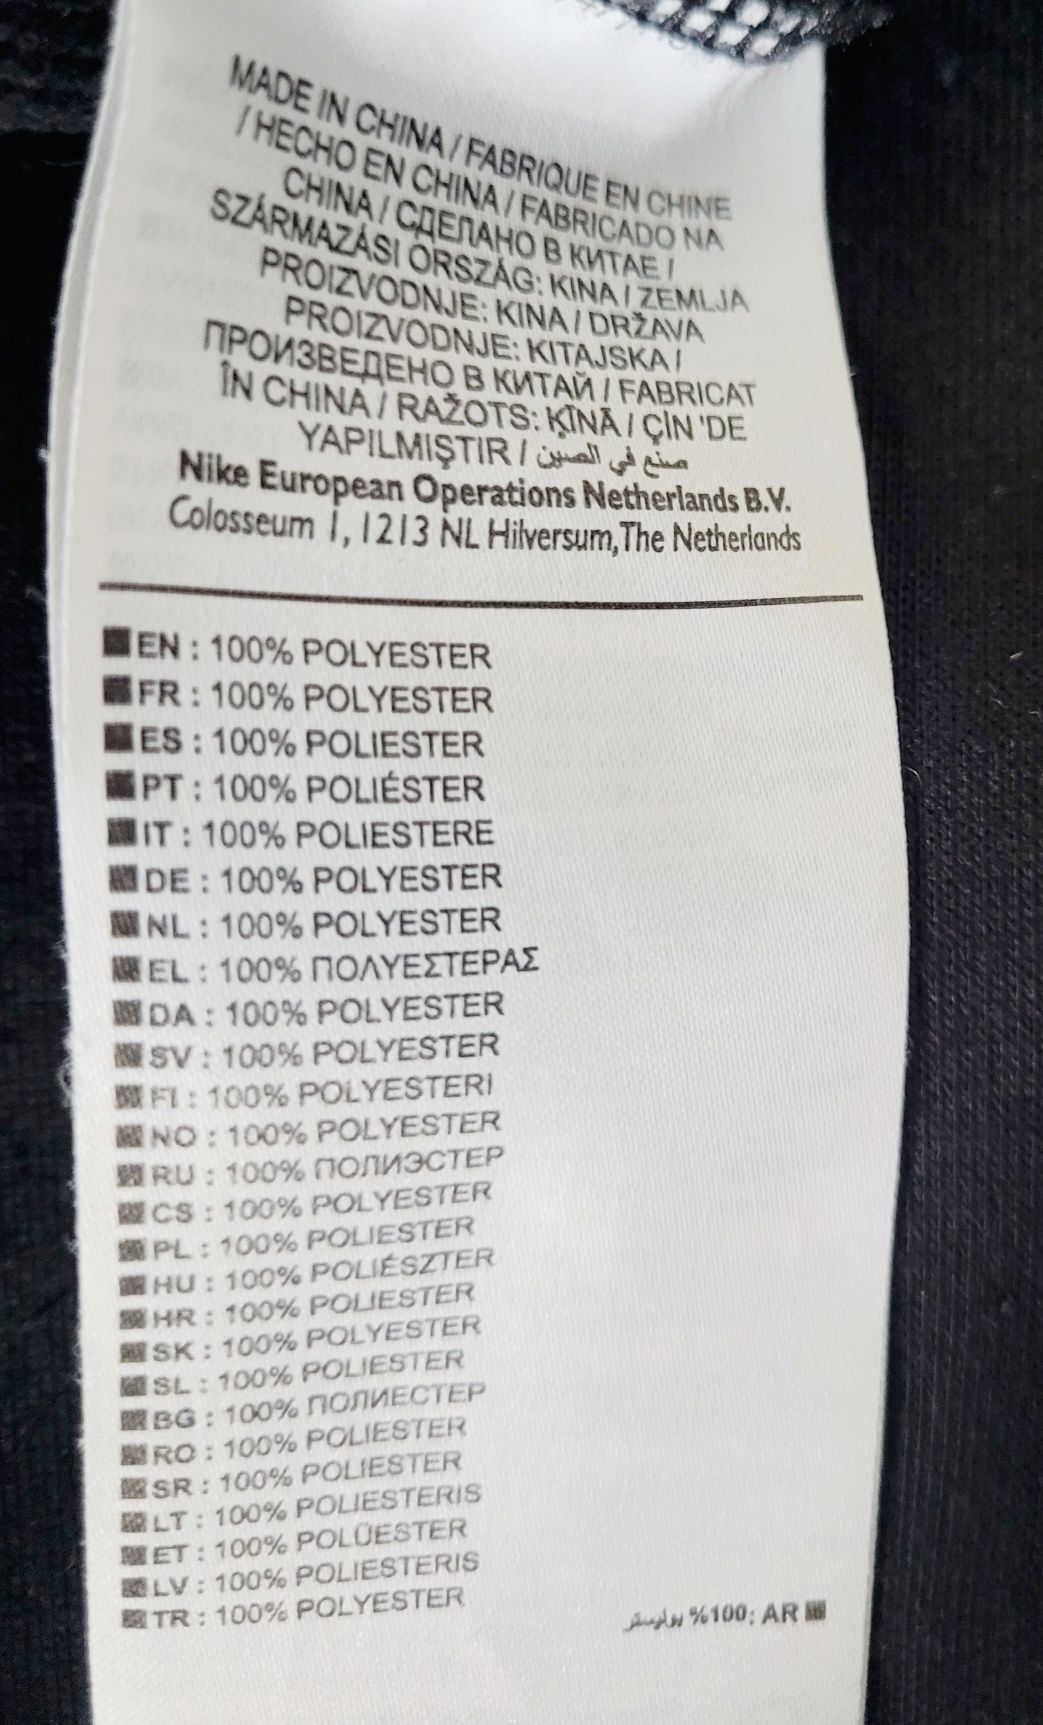 MADE IN CHINA / FABRIQUE EN CHINE
/ HECHO EN CHINA / FABRICADO NA
CHINA / СДЕЛАНО В КИТАЕ /
SZÁRMAZÁSI ORSZÁG: KINA / ZEMLJA
PROIZVODNJE: KINA / DRŽAVA
PROIZVODNJE: KITAJSKA /
ПРОИЗВЕДЕНО В КИТАЙ / FABRICAT
ÎN CHINA / RAŽOTS: ĶĪNĀ / ÇİN 'DE
YAPILMIŞTIR / صنع في الصين
Nike European Operations Netherlands B.V.
Colosseum 1, 1213 NL Hilversum, The Netherlands
EN : 100% POLYESTER
FR : 100% POLYESTER
ES : 100% POLIESTER
PT : 100% POLIÉSTER
IT : 100% POLIESTERE
DE : 100% POLYESTER
NL : 100% POLYESTER
EL : 100% ΠΟΛΥΕΣΤΕΡΑΣ
DA : 100% POLYESTER
SV : 100% POLYESTER
FI : 100% POLYESTERI
NO : 100% POLYESTER
RU : 100% ПОЛИЭСТЕР
CS : 100% POLYESTER
PL : 100% POLIESTER
HU : 100% POLIÉSZTER
HR : 100% POLIESTER
SK : 100% POLYESTER
SL : 100% POLIESTER
BG : 100% ПОЛИЕСТЕР
RO : 100% POLIESTER
SR : 100% POLIESTER
LT : 100% POLIESTERIS
ET : 100% POLÜESTER
LV : 100% POLIESTERIS
TR : 100% POLYESTER
AR :100% بوليستر